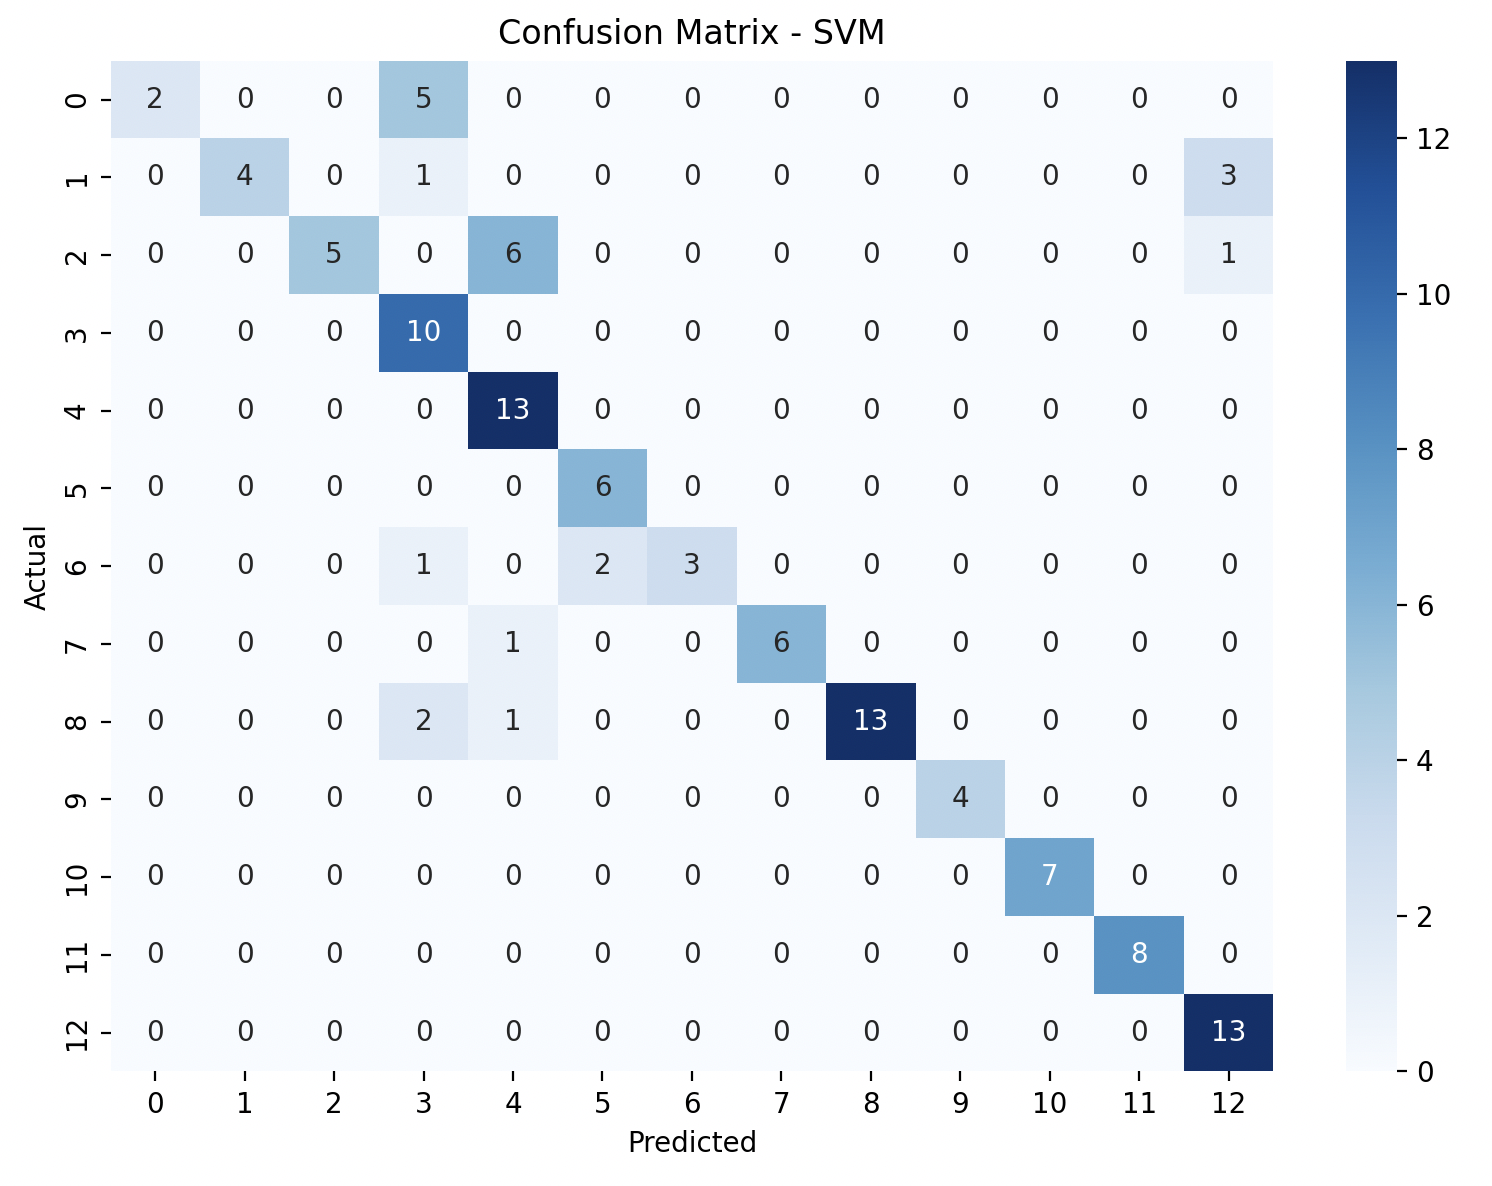 Confusion Matrix - SVM
Actual
0 2 0 0 5 0 0 0 0 0 0 0 0 0
1 0 4 0 1 0 0 0 0 0 0 0 0 3
2 0 0 5 0 6 0 0 0 0 0 0 0 1
3 0 0 0 10 0 0 0 0 0 0 0 0 0
4 0 0 0 0 13 0 0 0 0 0 0 0 0
5 0 0 0 0 0 6 0 0 0 0 0 0 0
6 0 0 0 1 0 2 3 0 0 0 0 0 0
7 0 0 0 0 1 0 0 6 0 0 0 0 0
8 0 0 0 2 1 0 0 0 13 0 0 0 0
9 0 0 0 0 0 0 0 0 0 4 0 0 0
10 0 0 0 0 0 0 0 0 0 0 7 0 0
11 0 0 0 0 0 0 0 0 0 0 0 8 0
12 0 0 0 0 0 0 0 0 0 0 0 0 13
0 1 2 3 4 5 6 7 8 9 10 11 12
Predicted
12
10
8
6
4
2
0